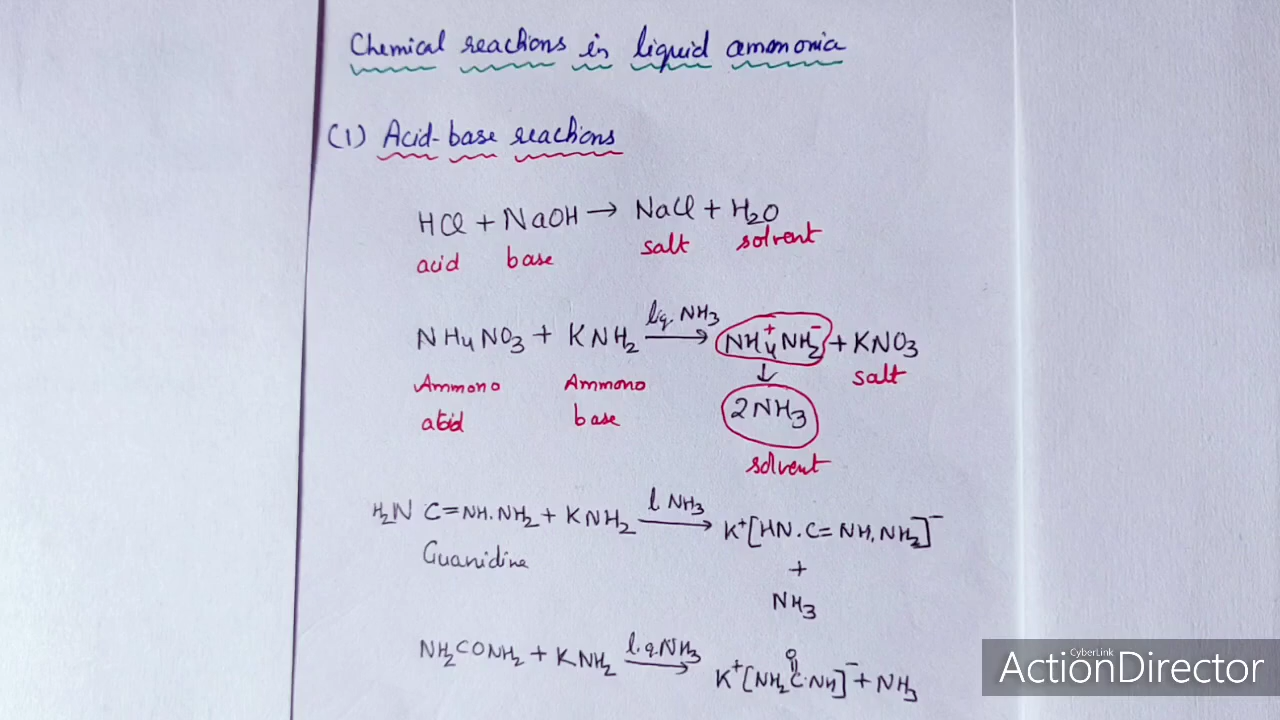 Chemical reactions in liquid ammonia
(1) Acid-base reactions
HCl + NaOH → NaCl + H₂O
acid base salt solvent
NH₄NO₃ + KNH₂ liq. NH₃ → NH₄⁺NH₂⁻ + KNO₃
Ammono Ammono ↓ salt
acid base 2NH₃
solvent
H₂N C=NH.NH₂ + KNH₂ l NH₃ → K⁺[HN.C=NH.NH₂]⁻
Guanidine +
NH₃
NH₂CONH₂ + KNH₂ l.q.NH₃ → K⁺[NH₂C.NH]⁻ + NH₃
O
CyberLink
ActionDirector